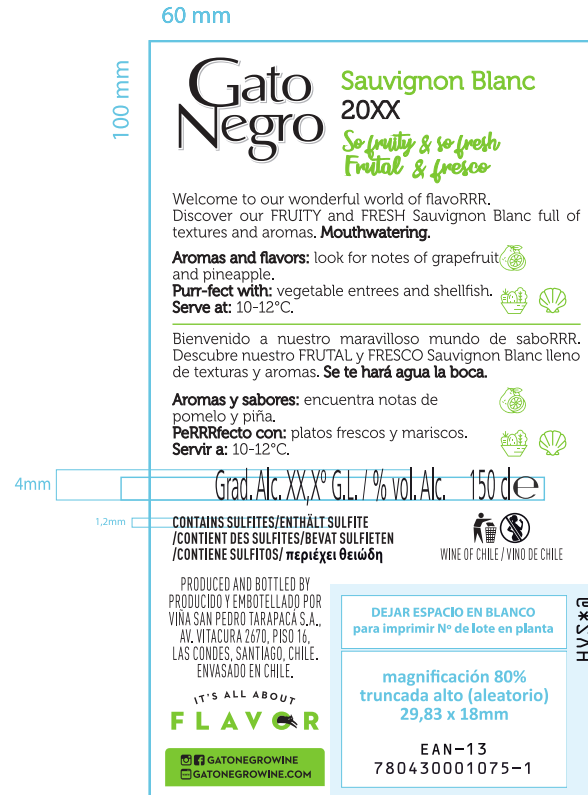 60 mm
100 mm
Gato
Negro
Sauvignon Blanc
20XX
So fruity & so fresh
Frutal & fresco
Welcome to our wonderful world of flavoRRR.
Discover our FRUITY and FRESH Sauvignon Blanc full of
textures and aromas. Mouthwatering.
Aromas and flavors: look for notes of grapefruit
and pineapple.
Purr-fect with: vegetable entrees and shellfish.
Serve at: 10-12°C.
Bienvenido a nuestro maravilloso mundo de saboRRR.
Descubre nuestro FRUTAL y FRESCO Sauvignon Blanc lleno
de texturas y aromas. Se te hará agua la boca.
Aromas y sabores: encuentra notas de
pomelo y piña.
PeRRRfecto con: platos frescos y mariscos.
Servir a: 10-12°C.
4mm
Grad. Alc. XX,X° G.L. / % vol. Alc. 150 cl e
1,2mm
CONTAINS SULFITES/ENTHÄLT SULFITE
/CONTIENT DES SULFITES/BEVAT SULFIETEN
/CONTIENE SULFITOS/ περιέχει θειώδη
WINE OF CHILE / VINO DE CHILE
PRODUCED AND BOTTLED BY
PRODUCIDO Y EMBOTELLADO POR
VIÑA SAN PEDRO TARAPACÁ S.A.,
AV. VITACURA 2670, PISO 16,
LAS CONDES, SANTIAGO, CHILE.
ENVASADO EN CHILE.
IT'S ALL ABOUT
FLAVOR
GATONEGROWINE
GATONEGROWINE.COM
DEJAR ESPACIO EN BLANCO
para imprimir Nº de lote en planta
magnificación 80%
truncada alto (aleatorio)
29,83 x 18mm
EAN-13
780430001075-1